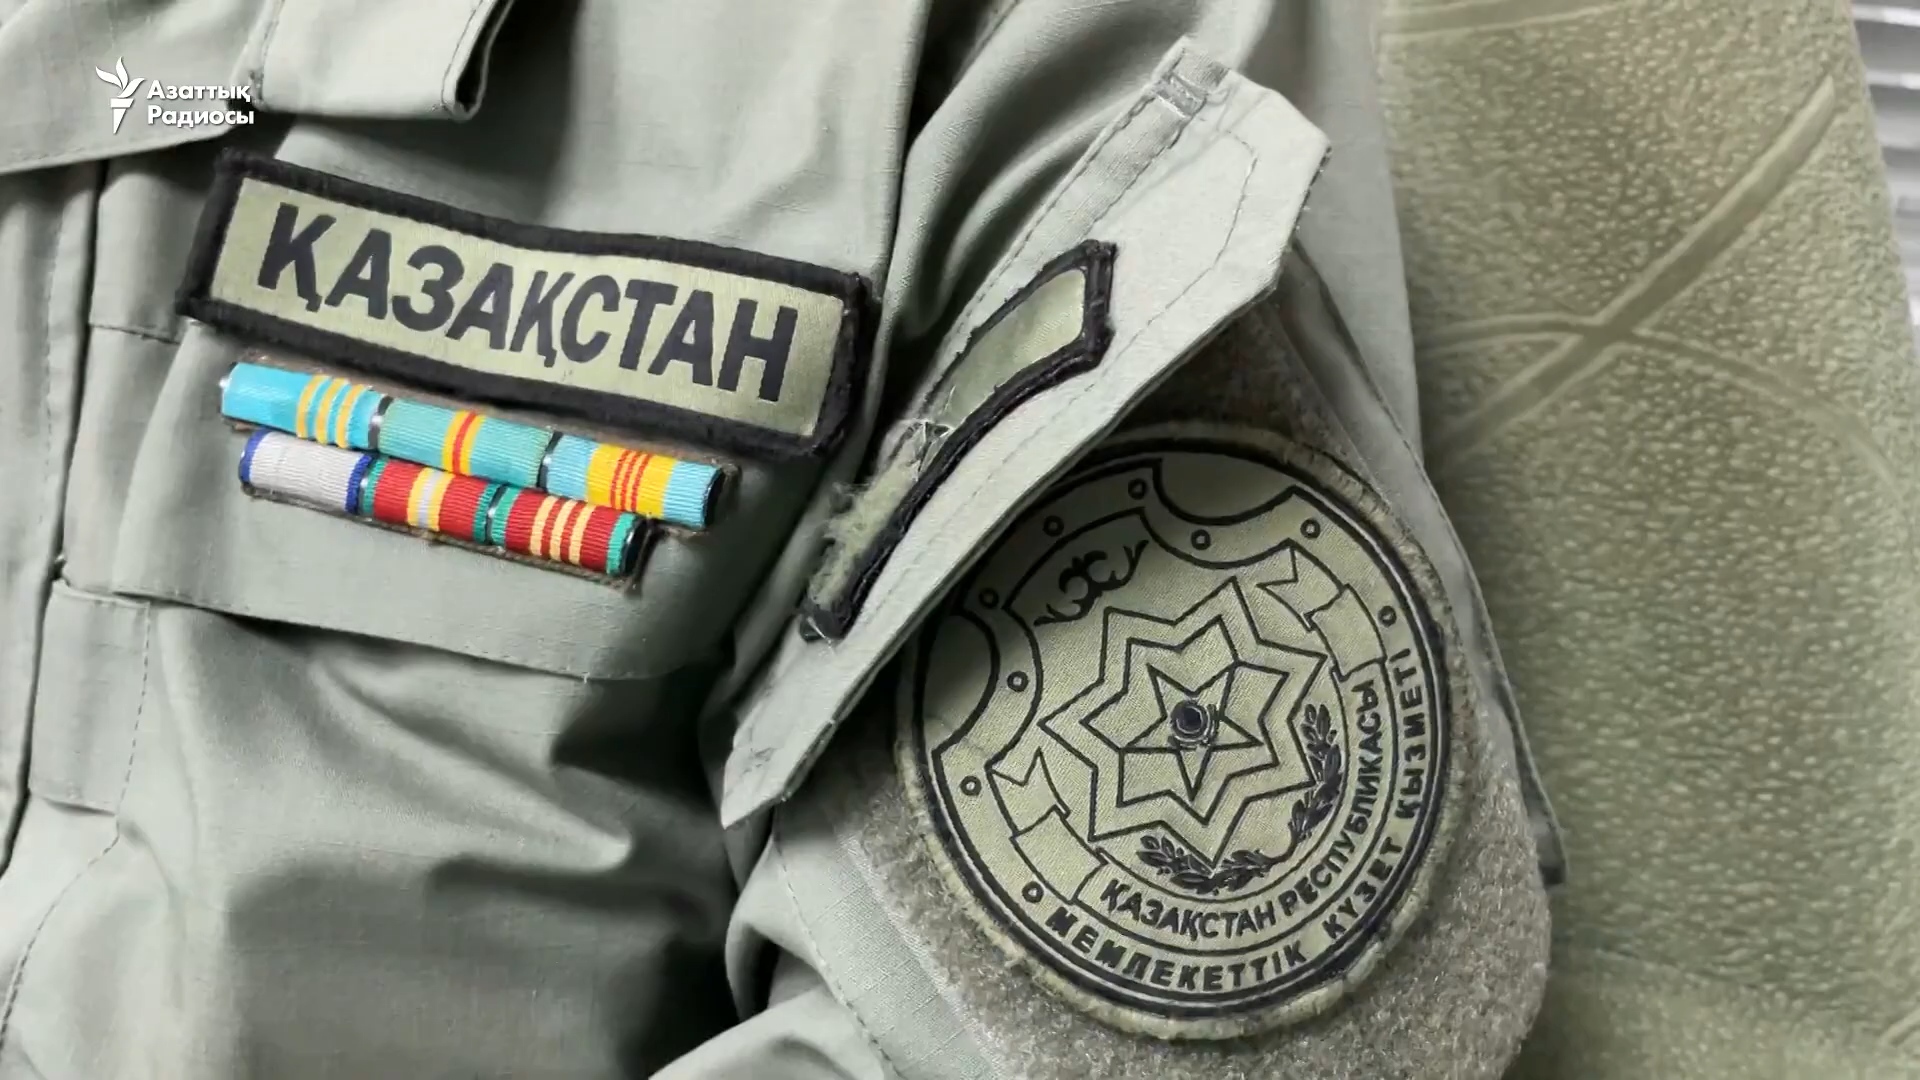 Азаттық
Радиосы
ҚАЗАҚСТАН
ҚАЗАҚСТАН РЕСПУБЛИКАСЫ
МЕМЛЕКЕТТІК КҮЗЕТ ҚЫЗМЕТІ